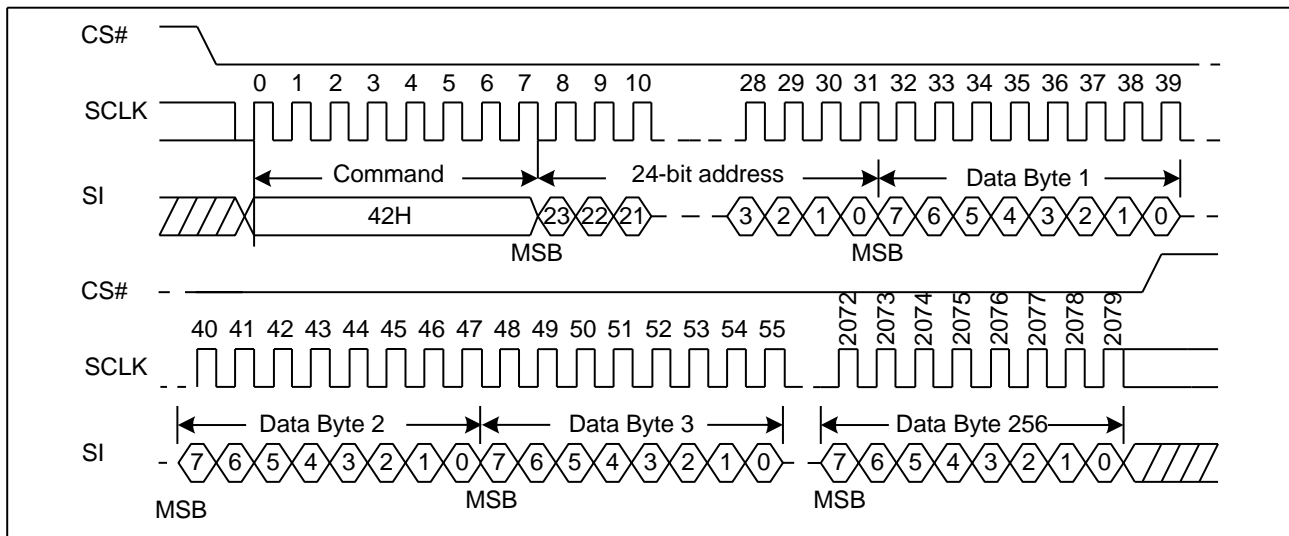 CS#
0 1 2 3 4 5 6 7 8 9 10 28 29 30 31 32 33 34 35 36 37 38 39
SCLK
Command 24-bit address Data Byte 1
SI
42H 23 22 21 3 2 1 0 7 6 5 4 3 2 1 0
MSB MSB
CS#
2072 2073 2074 2075 2076 2077 2078 2079
40 41 42 43 44 45 46 47 48 49 50 51 52 53 54 55
SCLK
Data Byte 2 Data Byte 3 Data Byte 256
SI
7 6 5 4 3 2 1 0 7 6 5 4 3 2 1 0 7 6 5 4 3 2 1 0
MSB MSB MSB